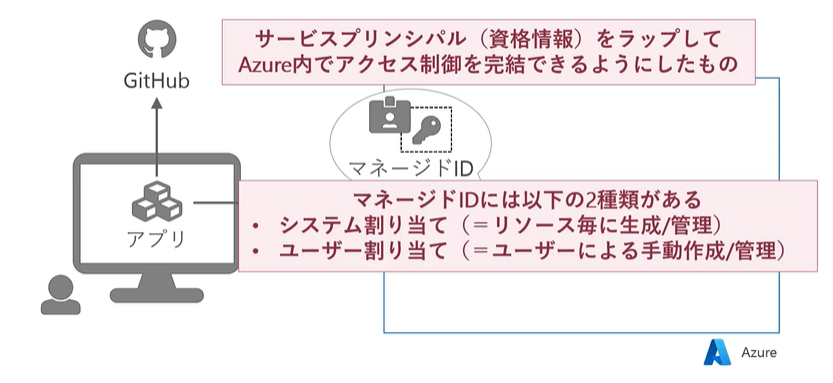 サービスプリンシパル（資格情報）をラップして
Azure内でアクセス制御を完結できるようにしたもの
GitHub
マネージドID
マネージドIDには以下の2種類がある
• システム割り当て（＝リソース毎に生成/管理）
• ユーザー割り当て（＝ユーザーによる手動作成/管理）
アプリ
Azure